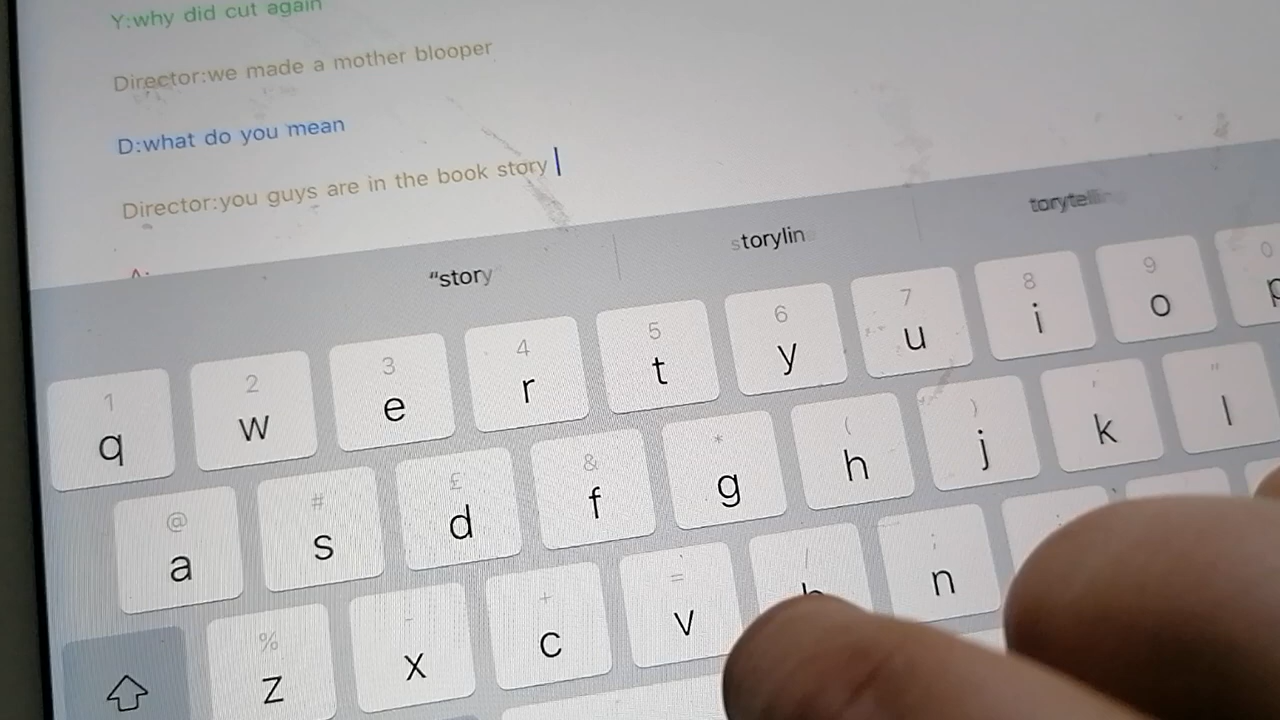 Y:why did cut again
Director:we made a mother blooper
D:what do you mean
Director:you guys are in the book story
“story
storylin
1 2 3 4 5 6 7 8 9 0
q w e r t y u i o p
@ # £ & * ( ) ' "
a s d f g h j k l
% - + = / ;
z x c v b n